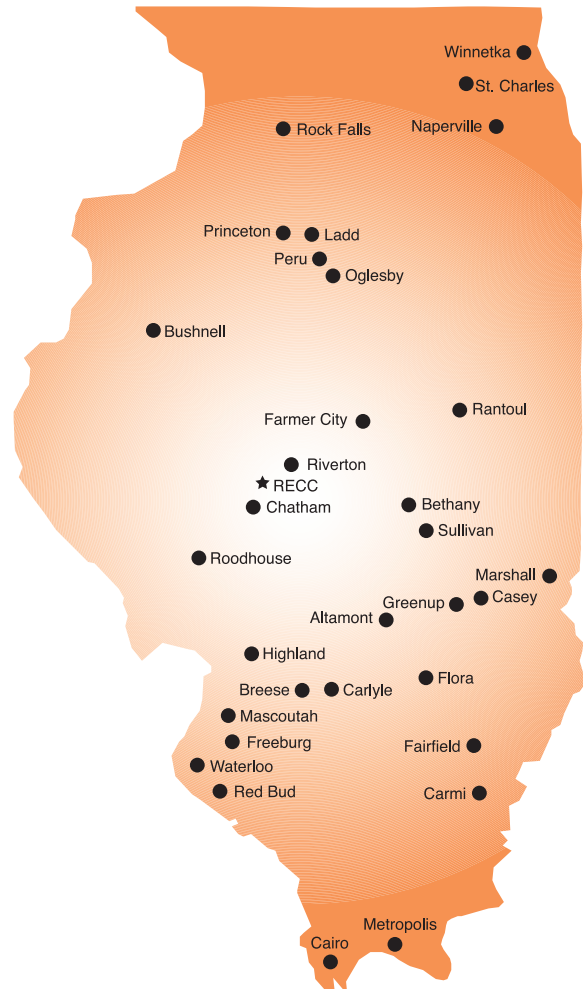 Winnetka
St. Charles
Naperville
Rock Falls
Princeton
Ladd
Peru
Oglesby
Bushnell
Rantoul
Farmer City
Riverton
RECC
Chatham
Bethany
Sullivan
Roodhouse
Marshall
Casey
Greenup
Altamont
Highland
Flora
Breese
Carlyle
Mascoutah
Freeburg
Fairfield
Waterloo
Red Bud
Carmi
Metropolis
Cairo